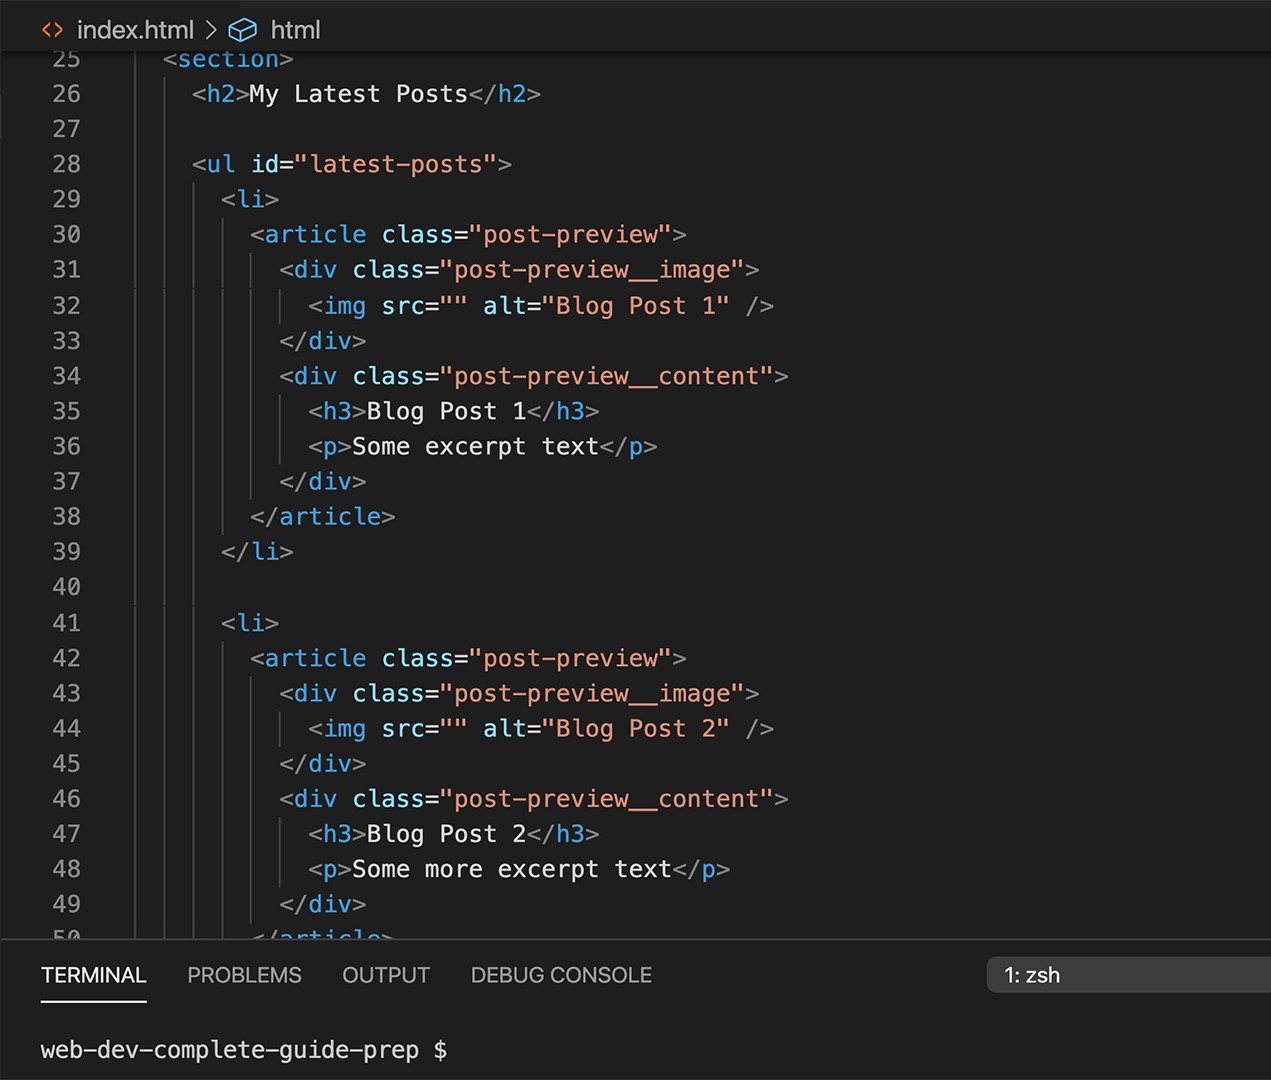 index.html > html
25 <section>
26 <h2>My Latest Posts</h2>
27
28 <ul id="latest-posts">
29 <li>
30 <article class="post-preview">
31 <div class="post-preview__image">
32 <img src="" alt="Blog Post 1" />
33 </div>
34 <div class="post-preview__content">
35 <h3>Blog Post 1</h3>
36 <p>Some excerpt text</p>
37 </div>
38 </article>
39 </li>
40
41 <li>
42 <article class="post-preview">
43 <div class="post-preview__image">
44 <img src="" alt="Blog Post 2" />
45 </div>
46 <div class="post-preview__content">
47 <h3>Blog Post 2</h3>
48 <p>Some more excerpt text</p>
49 </div>
50 </article>
TERMINAL PROBLEMS OUTPUT DEBUG CONSOLE 1: zsh
web-dev-complete-guide-prep $